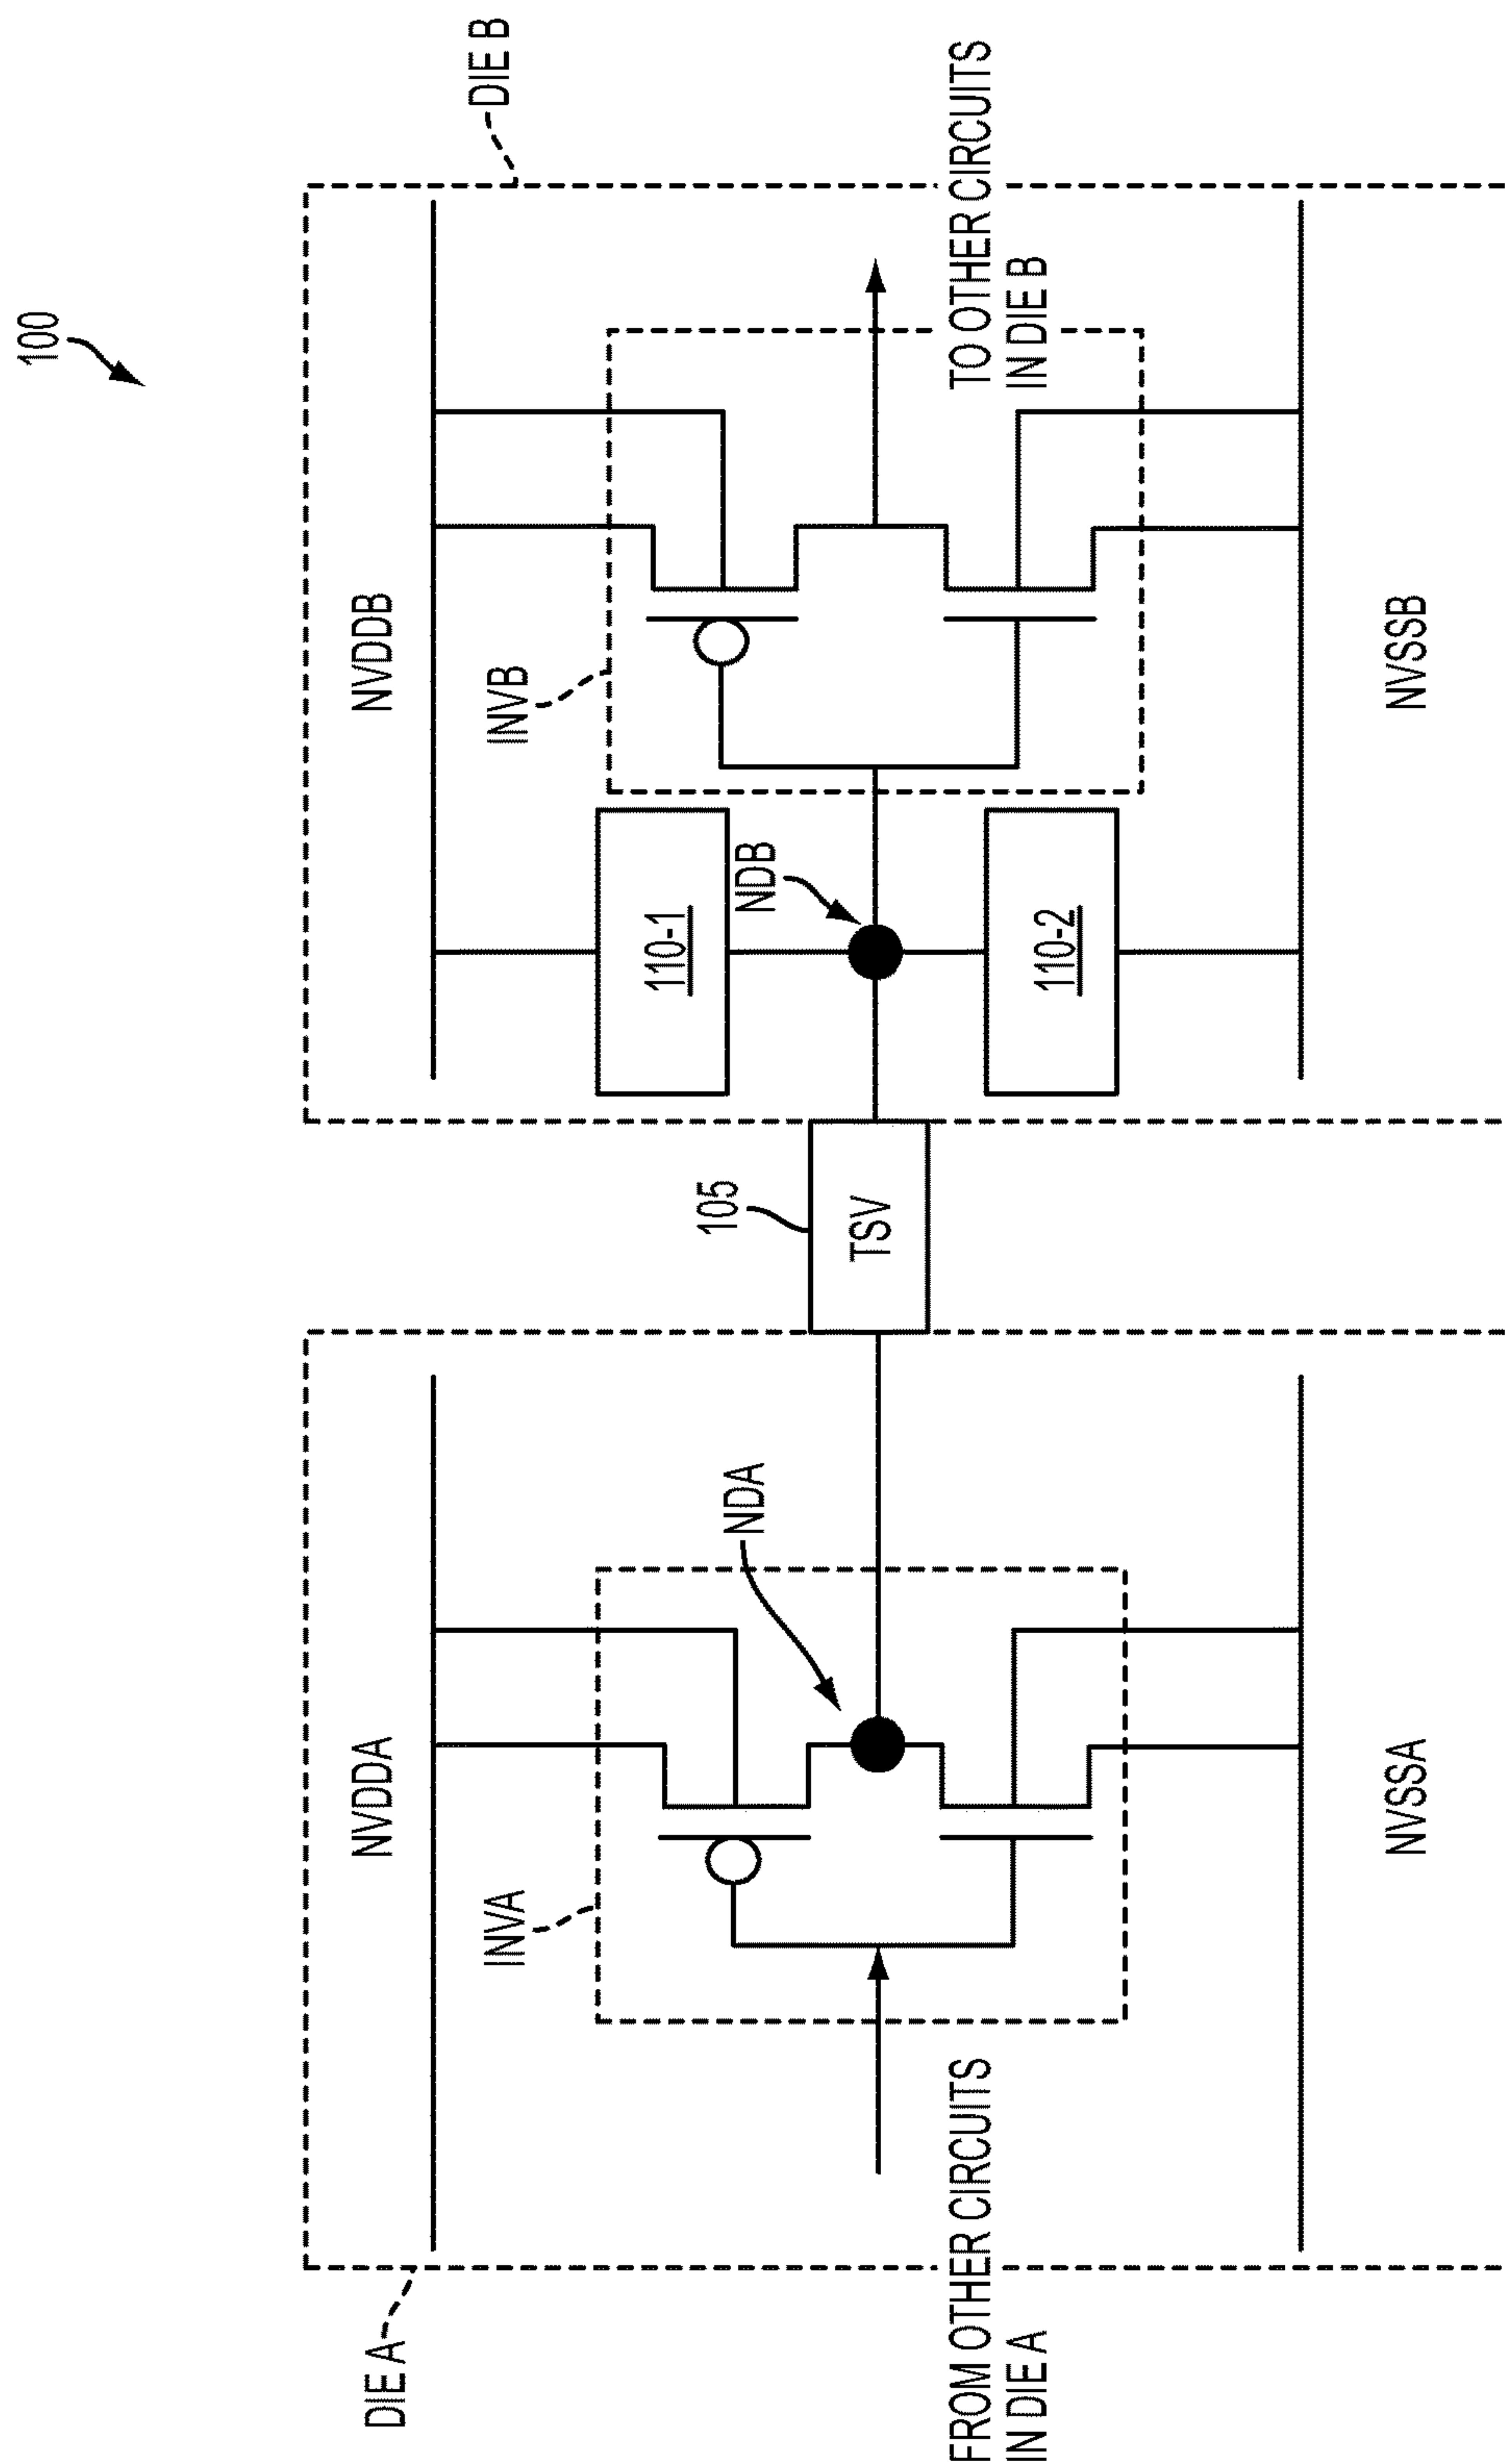 100
DIE A
DIE B
NVDDA
NVDDB
INVA
INVB
NDA
105
TSV
110-1
NDB
110-2
FROM OTHER CIRCUITS
IN DIE A
TO OTHER CIRCUITS
IN DIE B
NVSSA
NVSSB